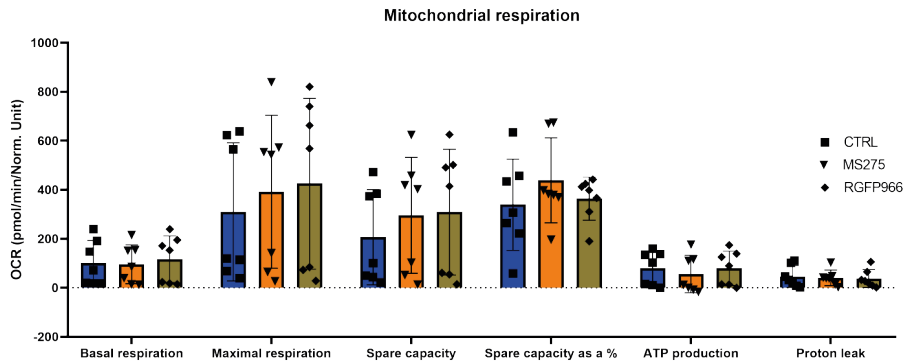 Mitochondrial respiration
OCR (pmol/min/Norm. Unit)
1000
800
600
400
200
0
-200
CTRL
MS275
RGFP966
Basal respiration
Maximal respiration
Spare capacity
Spare capacity as a %
ATP production
Proton leak